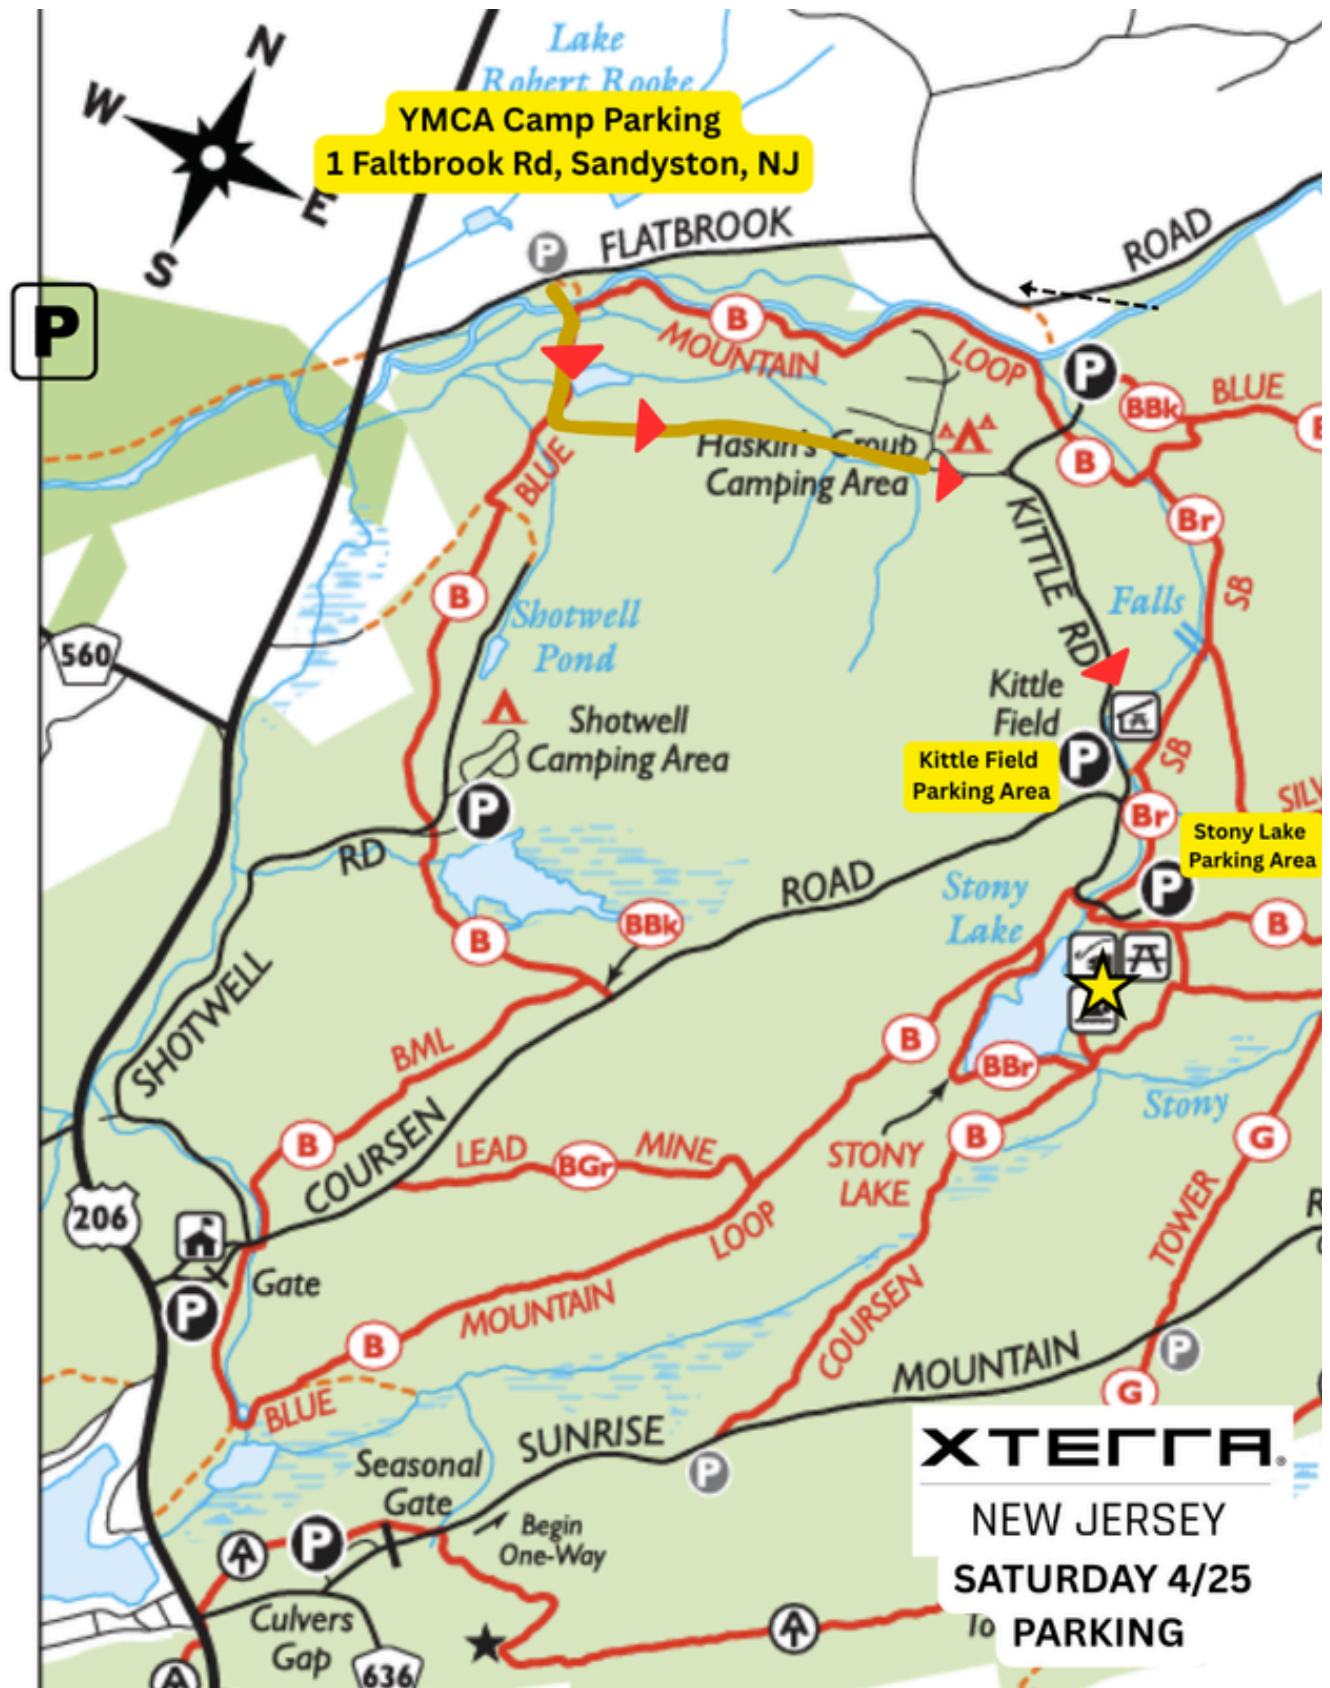 N
W
E
S
Lake
Robert Rooke
YMCA Camp Parking
1 Faltbrook Rd, Sandyston, NJ
P
FLATBROOK
ROAD
P
B
MOUNTAIN
LOOP
P
BBk
BLUE
B
Haskin's Group
Camping Area
BLUE
B
KITTLE RD
Br
SB
B
Shotwell
Pond
Falls
560
Kittle
Field
Shotwell
Camping Area
P
Kittle Field
Parking Area
P
SB
Br
Stony Lake
Parking Area
RD
ROAD
Stony
Lake
P
BBk
B
B
SHOTWELL
BML
B
BBr
B
COURSEN
LEAD
BGr
MINE
STONY
LAKE
B
Stony
G
206
LOOP
TOWER
Gate
P
B
MOUNTAIN
COURSEN
MOUNTAIN
P
G
BLUE
SUNRISE
P
Seasonal
Gate
Begin
One-Way
P
A
Culvers
Gap
636
A
A
To
XTERRA®
NEW JERSEY
SATURDAY 4/25
PARKING